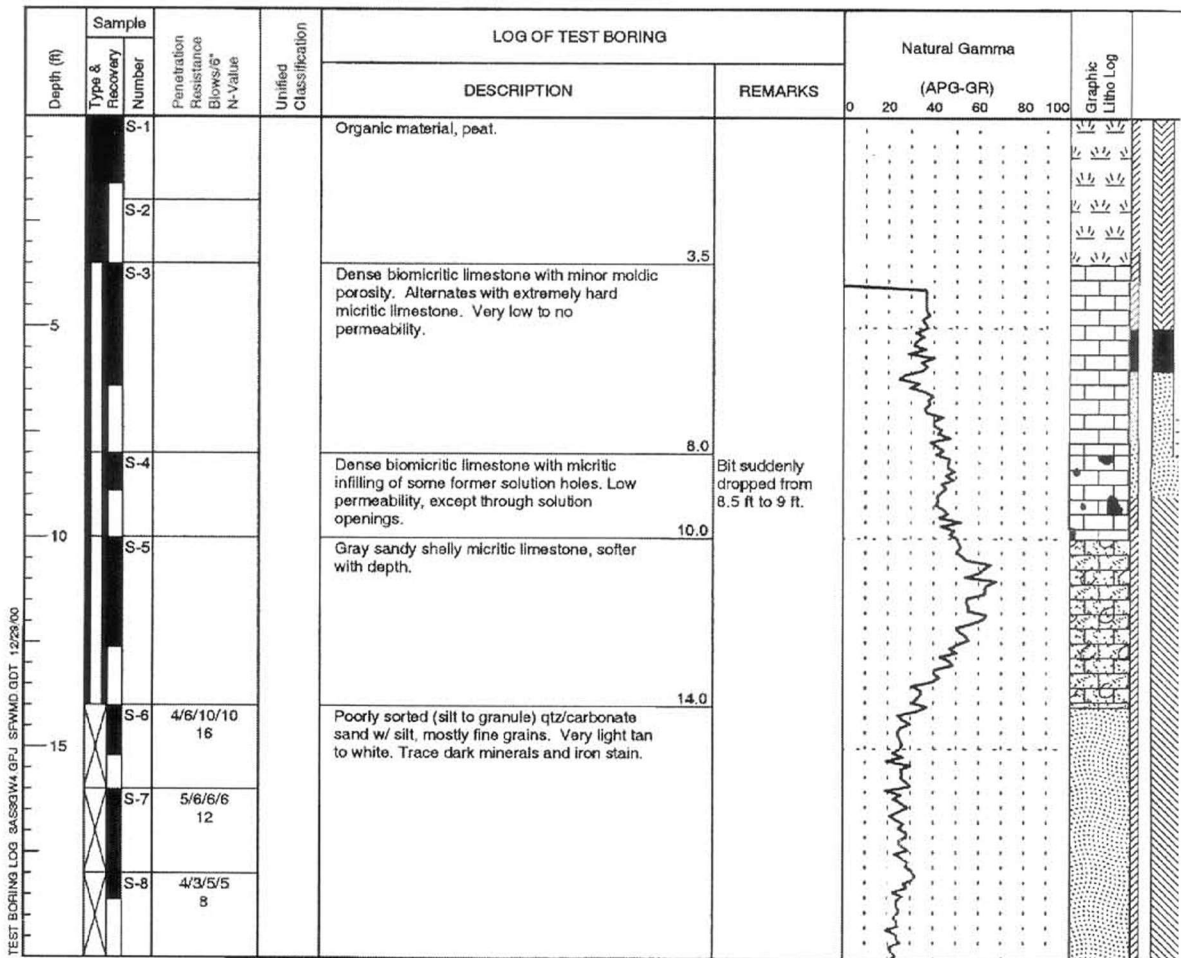 Depth (ft)
Sample
Type &
Recovery
Number
Penetration
Resistance
Blows/6"
N-Value
Unified
Classification
LOG OF TEST BORING
DESCRIPTION
REMARKS
Natural Gamma
(APG-GR)
0 20 40 60 80 100
Graphic
Litho Log
S-1
Organic material, peat.
S-2
3.5
S-3
Dense biomicritic limestone with minor moldic
porosity. Alternates with extremely hard
micritic limestone. Very low to no
permeability.
5
8.0
S-4
Dense biomicritic limestone with micritic
infilling of some former solution holes. Low
permeability, except through solution
openings.
Bit suddenly
dropped from
8.5 ft to 9 ft.
10.0
10
S-5
Gray sandy shelly micritic limestone, softer
with depth.
14.0
S-6
4/6/10/10
16
Poorly sorted (silt to granule) qtz/carbonate
sand w/ silt, mostly fine grains. Very light tan
to white. Trace dark minerals and iron stain.
15
S-7
5/6/6/6
12
S-8
4/3/5/5
8
TEST BORING LOG SAS3GW4.GPJ SFWMD.GDT 12/29/00